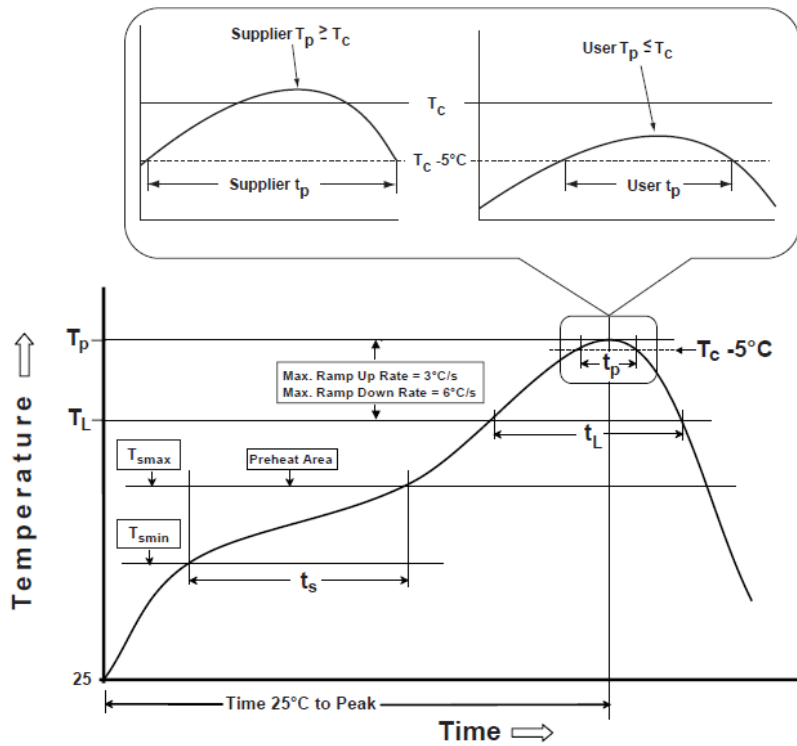 Supplier Tp ≥ Tc
User Tp ≤ Tc
Tc
Tc -5°C
Supplier tp
User tp
Tp
Tc -5°C
tp
Max. Ramp Up Rate = 3°C/s
Max. Ramp Down Rate = 6°C/s
TL
tL
Tsmax
Preheat Area
Tsmin
ts
Temperature
25
Time 25°C to Peak
Time